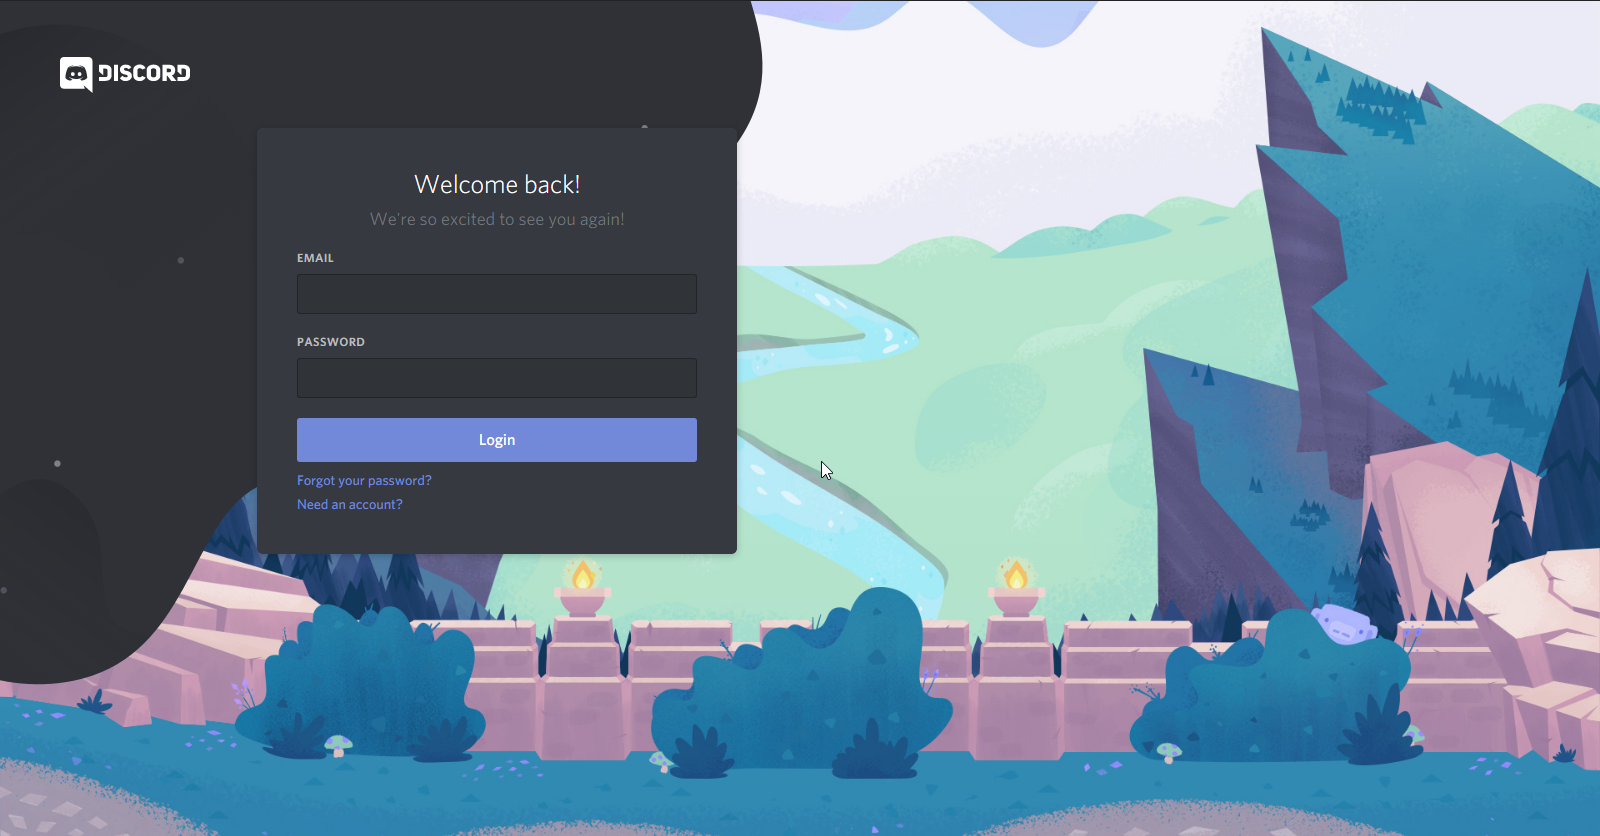 DISCORD
Welcome back!
We're so excited to see you again!
EMAIL
PASSWORD
Login
Forgot your password?
Need an account?